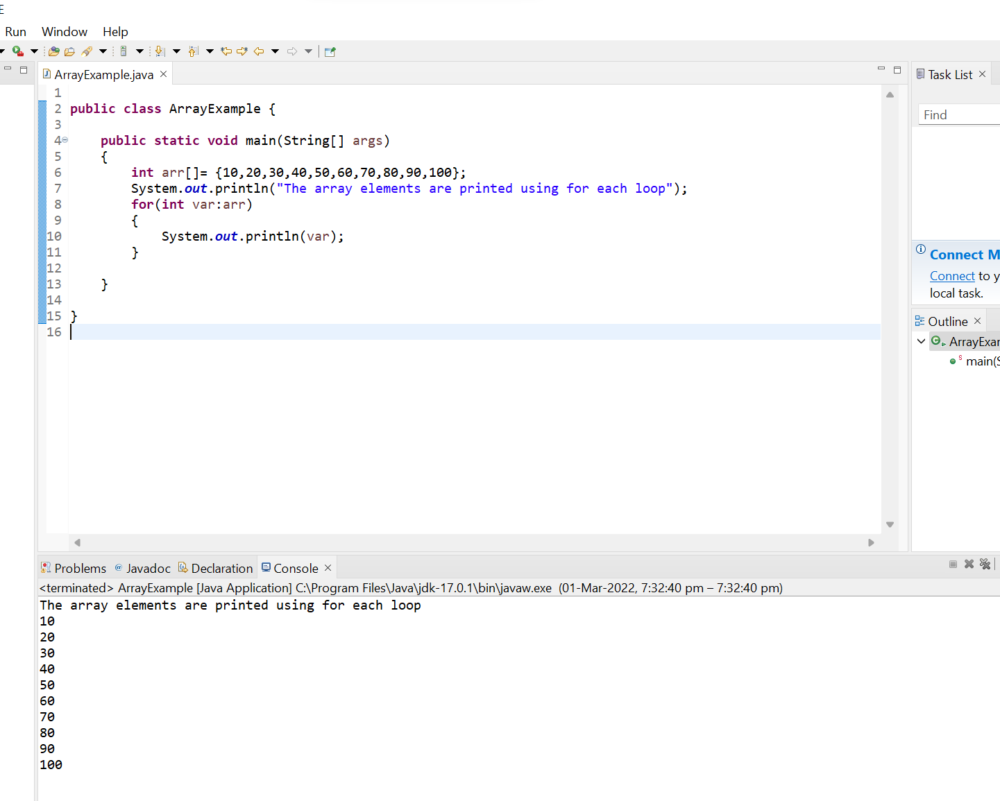 Run Window Help
ArrayExample.java
1
2 public class ArrayExample {
3
4 public static void main(String[] args)
5 {
6 int arr[]= {10,20,30,40,50,60,70,80,90,100};
7 System.out.println("The array elements are printed using for each loop");
8 for(int var:arr)
9 {
10 System.out.println(var);
11 }
12
13 }
14
15 }
16
Task List
Find
Connect M
Connect to y
local task.
Outline
ArrayExar
main(S
Problems @ Javadoc Declaration Console
<terminated> ArrayExample [Java Application] C:\Program Files\Java\jdk-17.0.1\bin\javaw.exe (01-Mar-2022, 7:32:40 pm – 7:32:40 pm)
The array elements are printed using for each loop
10
20
30
40
50
60
70
80
90
100